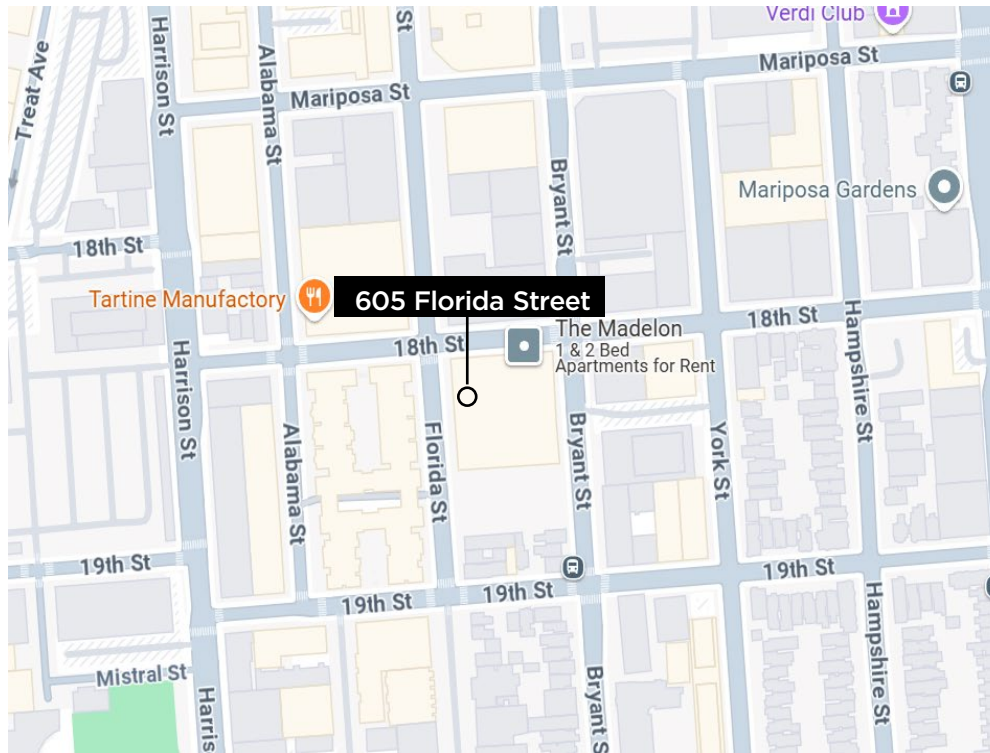 Verdi Club
Treat Ave
Harrison St
Alabama St
St
Mariposa St
Mariposa St
Bryant St
Mariposa Gardens
18th St
Tartine Manufactory
605 Florida Street
18th St
The Madelon
1 & 2 Bed
Apartments for Rent
18th St
Hampshire St
Harrison St
Alabama St
Florida St
Bryant St
York St
19th St
19th St
19th St
19th St
Mistral St
Harris
Bryant S
Hampshire St